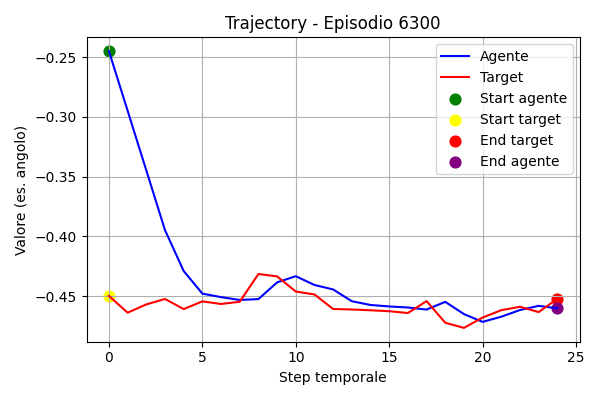 Trajectory - Episodio 6300
Valore (es. angolo)
−0.25
−0.30
−0.35
−0.40
−0.45
Agente
Target
Start agente
Start target
End target
End agente
0
5
10
15
20
25
Step temporale